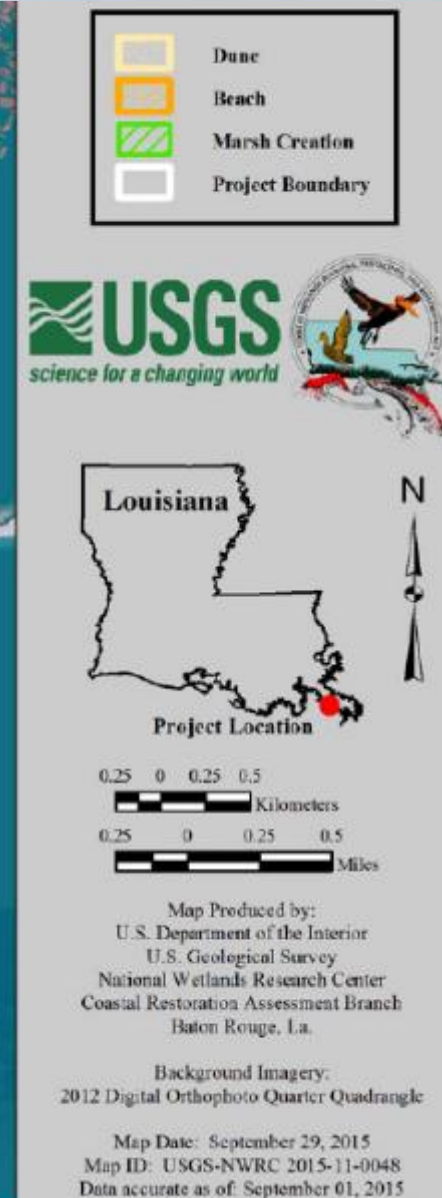 Dune
Beach
Marsh Creation
Project Boundary
USGS
science for a changing world
Louisiana
N
Project Location
0.25 0 0.25 0.5
Kilometers
0.25 0 0.25 0.5
Miles
Map Produced by:
U.S. Department of the Interior
U.S. Geological Survey
National Wetlands Research Center
Coastal Restoration Assessment Branch
Baton Rouge, La.
Background Imagery:
2012 Digital Orthophoto Quarter Quadrangle
Map Date: September 29, 2015
Map ID: USGS-NWRC 2015-11-0048
Data accurate as of: September 01, 2015